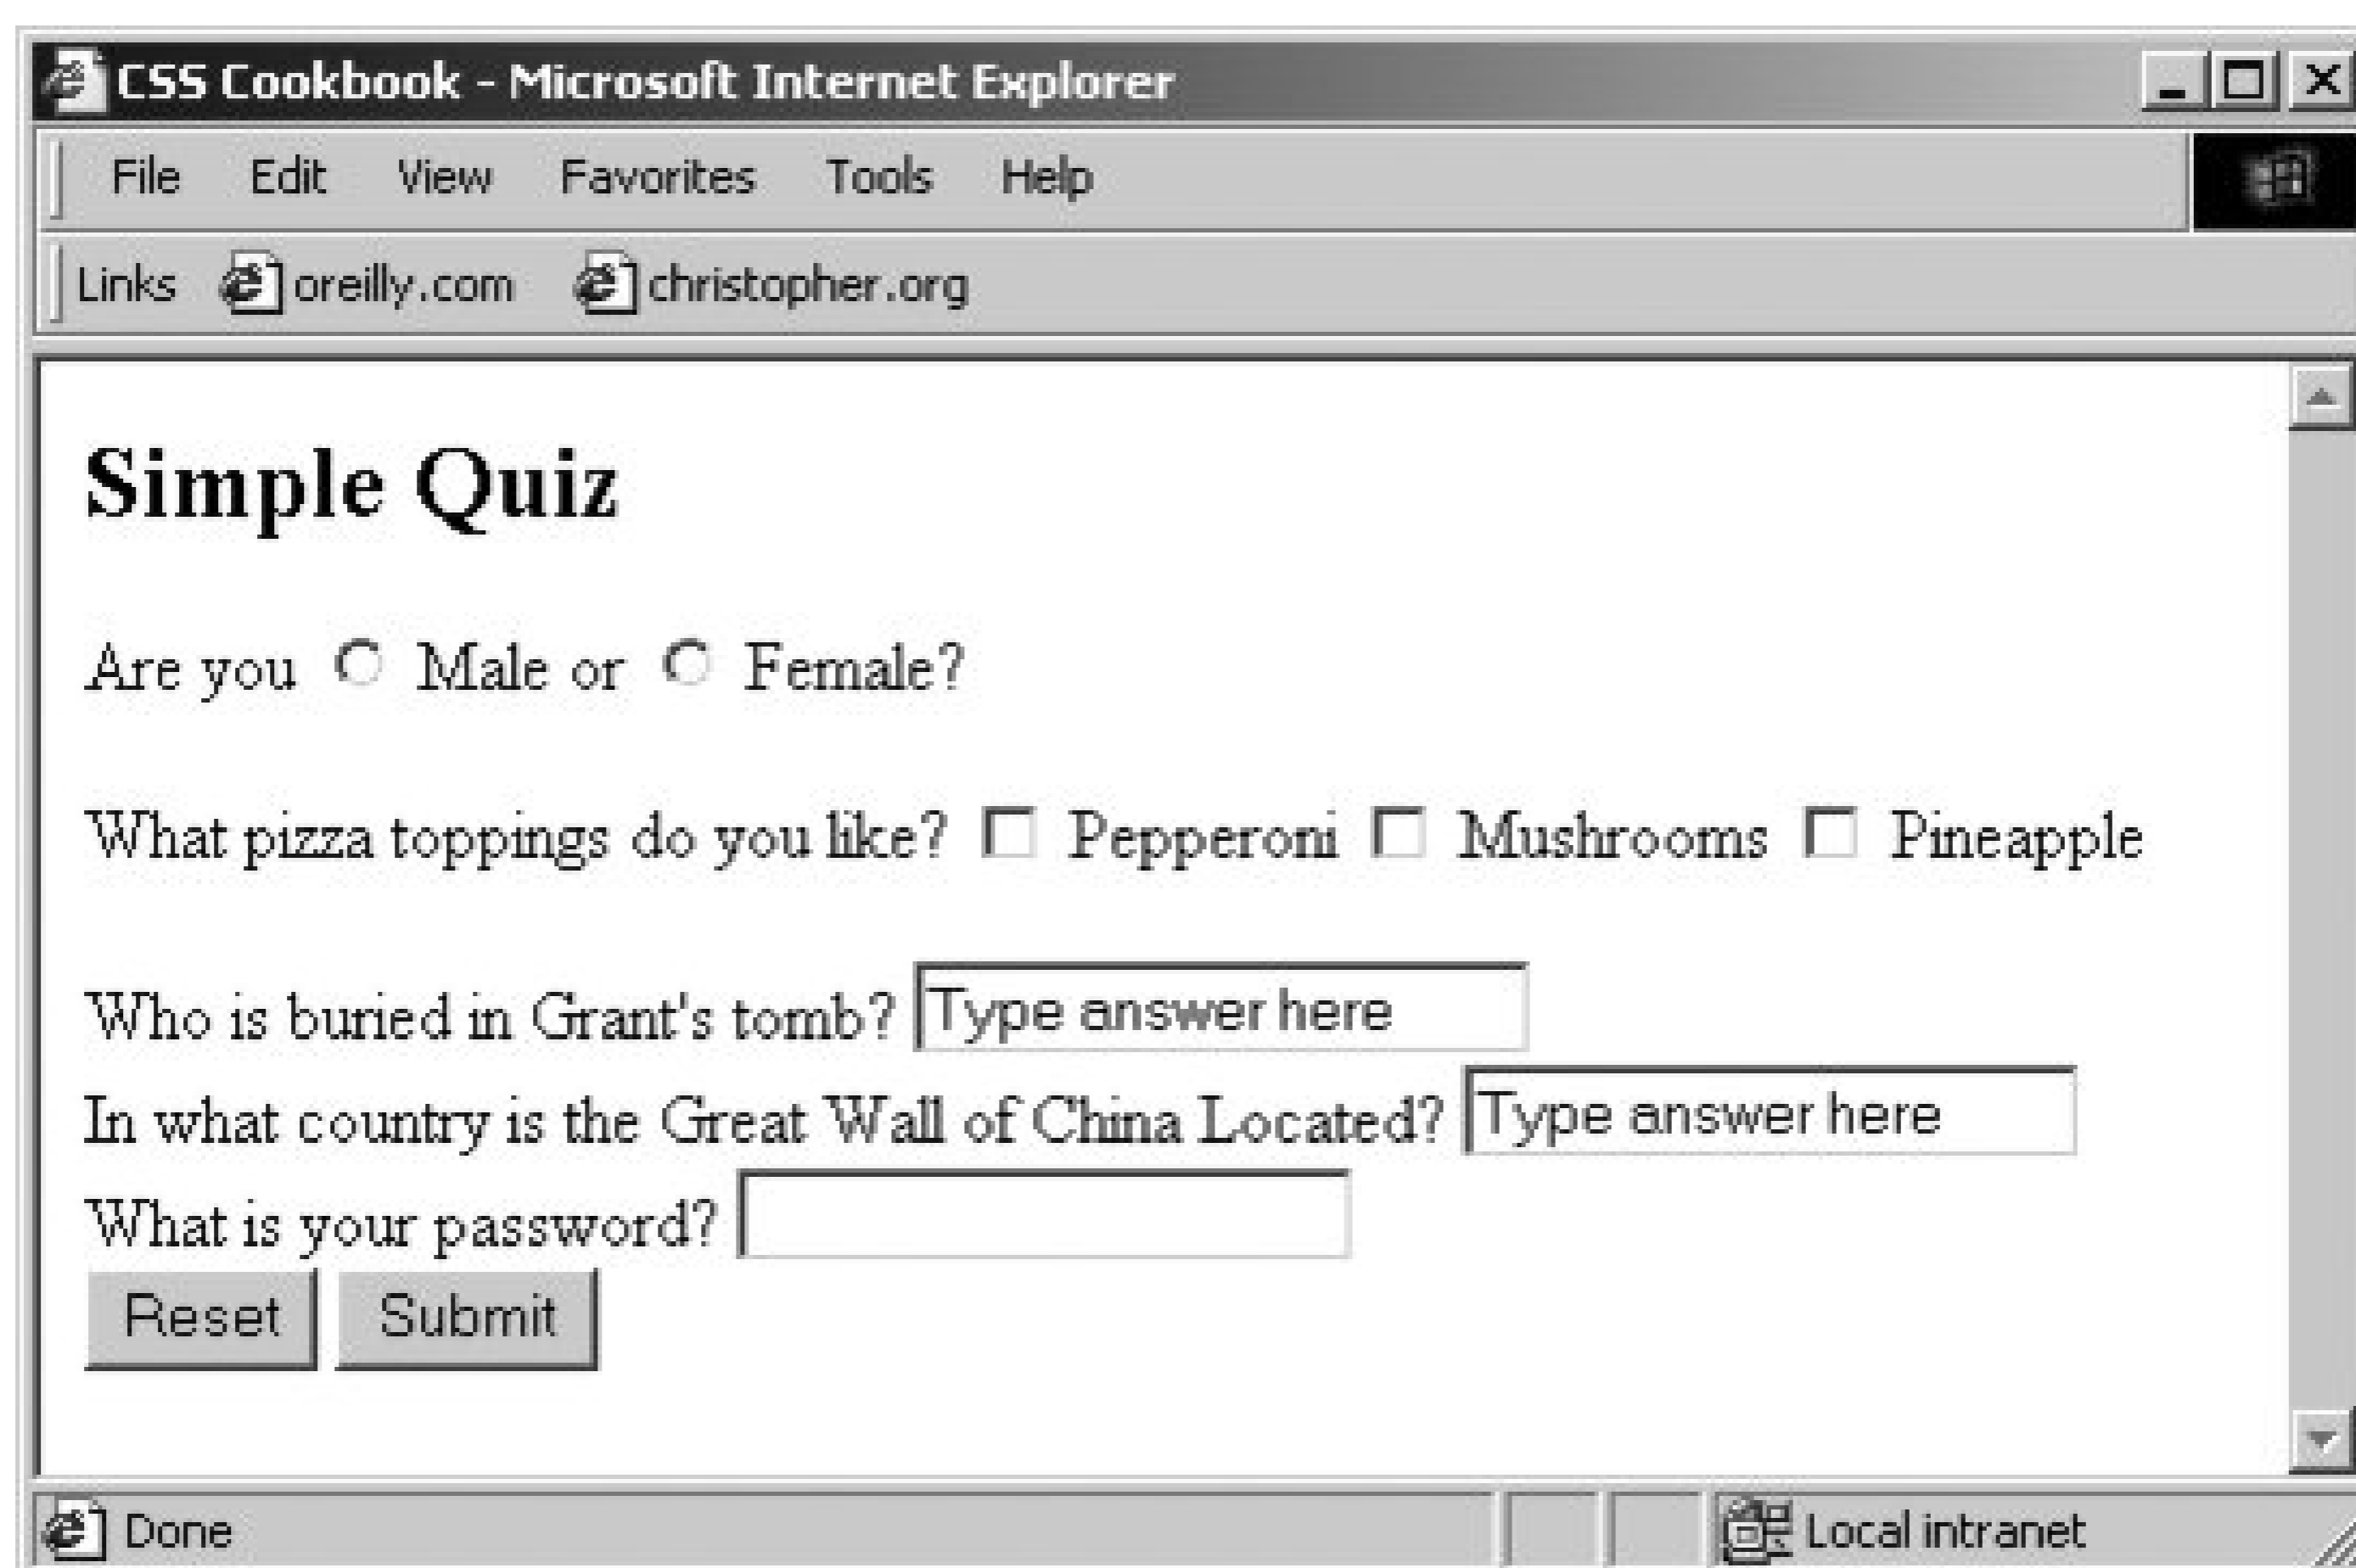 CSS Cookbook - Microsoft Internet Explorer
File Edit View Favorites Tools Help
Links oreilly.com christopher.org
Simple Quiz
Are you Male or Female?
What pizza toppings do you like? Pepperoni Mushrooms Pineapple
Who is buried in Grant's tomb? Type answer here
In what country is the Great Wall of China Located? Type answer here
What is your password?
Reset Submit
Done Local intranet